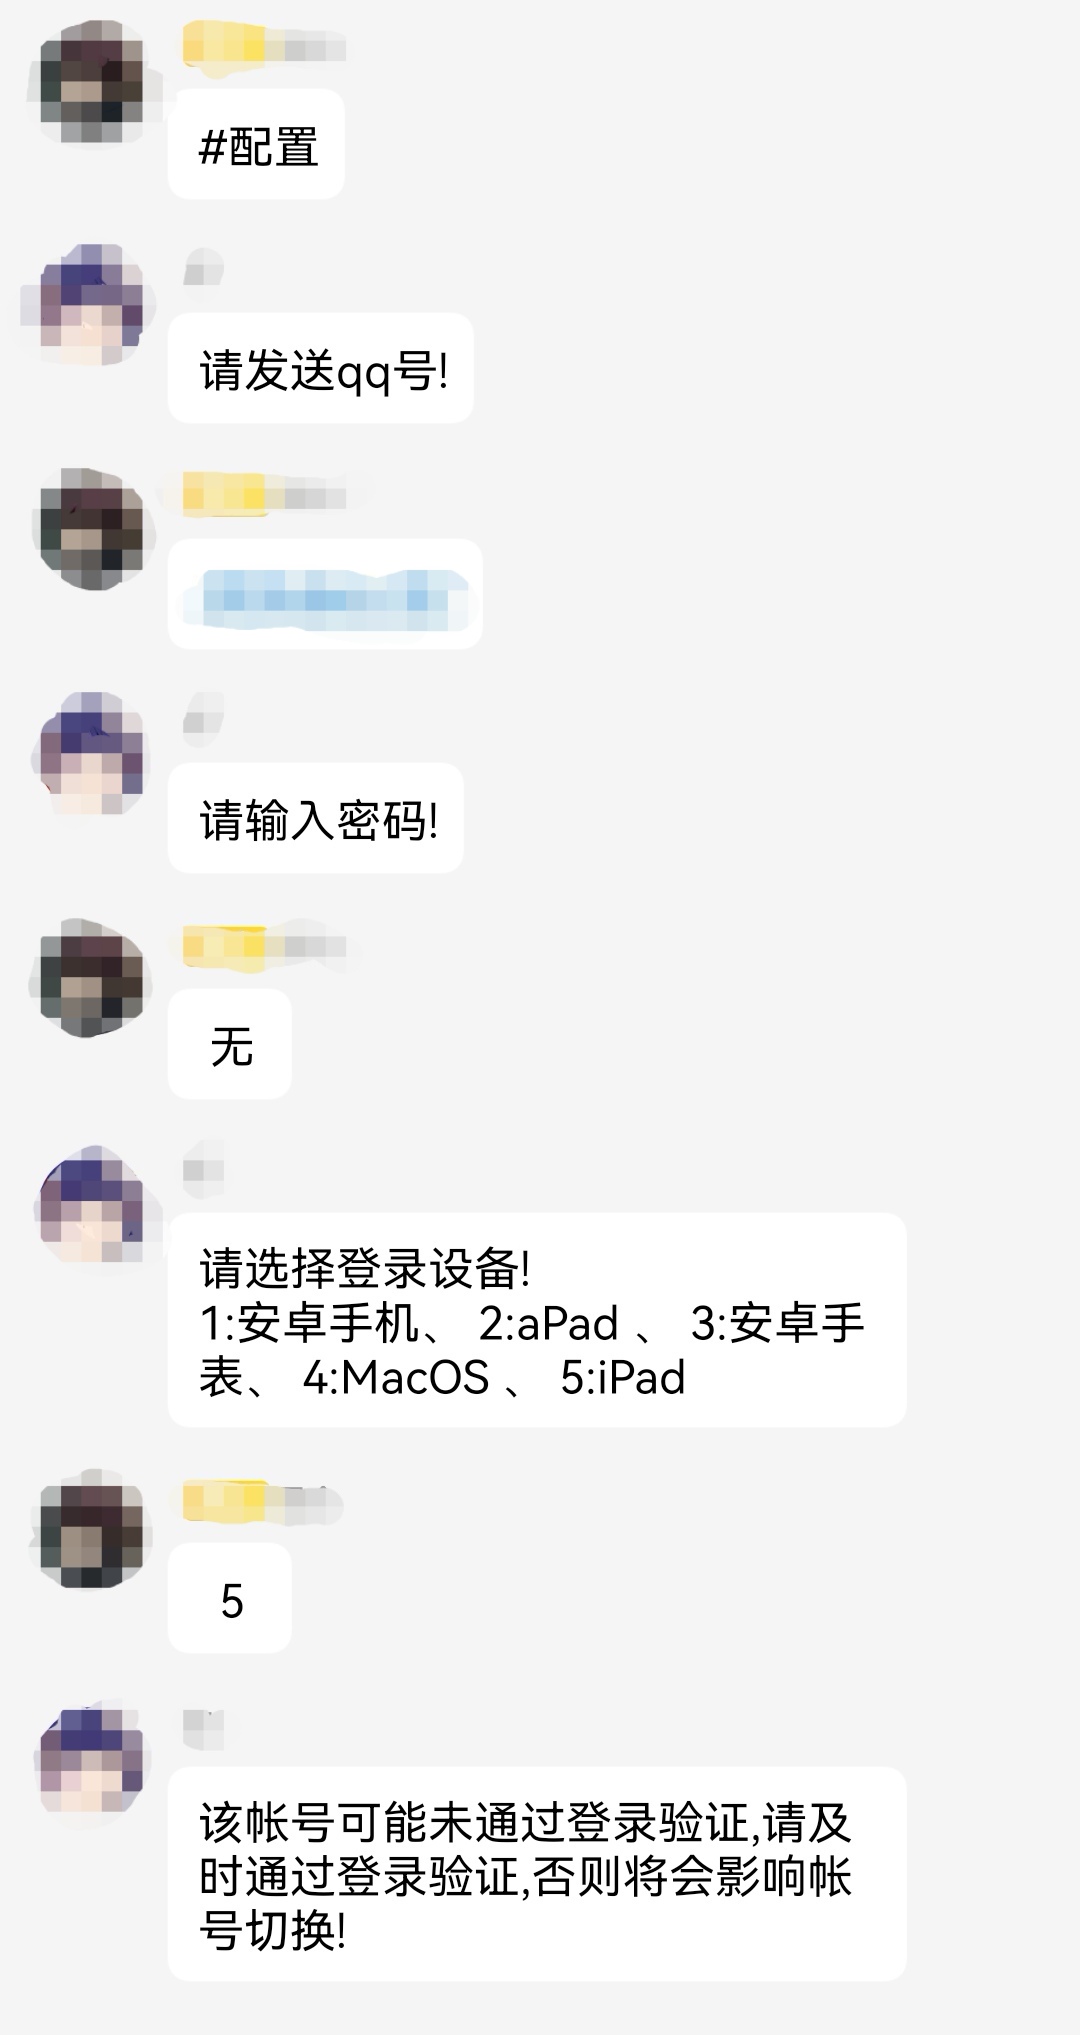 #配置
请发送qq号!
请输入密码!
无
请选择登录设备!
1:安卓手机、 2:aPad 、 3:安卓手
表、 4:MacOS 、 5:iPad
5
该帐号可能未通过登录验证,请及
时通过登录验证,否则将会影响帐
号切换!